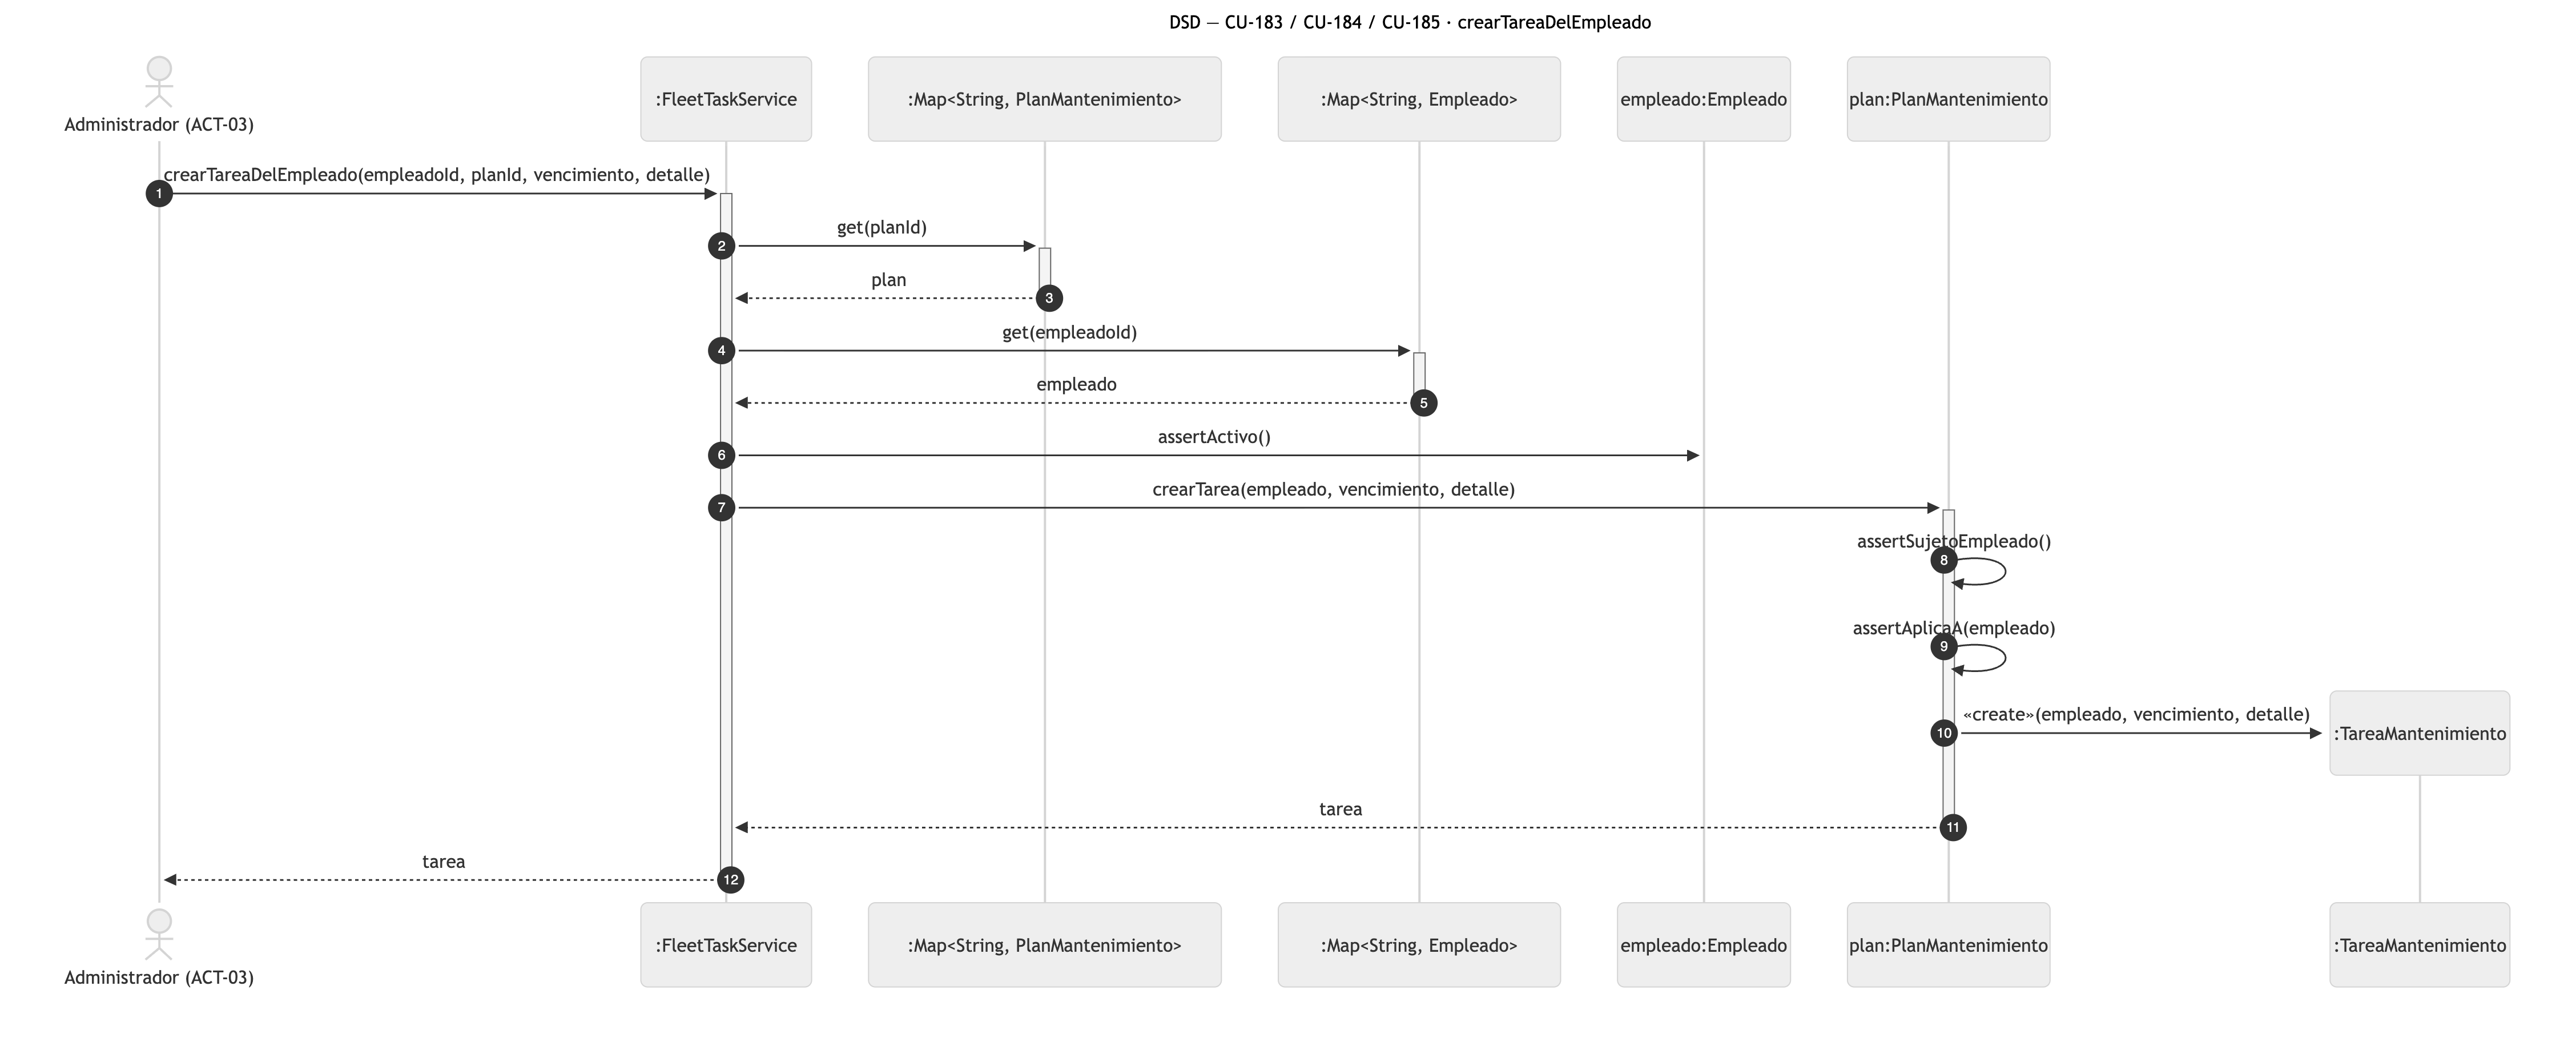 DSD — CU-183 / CU-184 / CU-185 · crearTareaDelEmpleado
Administrador (ACT-03)
:FleetTaskService
:Map<String, PlanMantenimiento>
:Map<String, Empleado>
empleado:Empleado
plan:PlanMantenimiento
crearTareaDelEmpleado(empleadoId, planId, vencimiento, detalle)
1
get(planId)
2
plan
3
get(empleadoId)
4
empleado
5
assertActivo()
6
crearTarea(empleado, vencimiento, detalle)
7
assertSujetoEmpleado()
8
assertAplicaA(empleado)
9
«create»(empleado, vencimiento, detalle)
10
:TareaMantenimiento
tarea
11
tarea
12
Administrador (ACT-03)
:FleetTaskService
:Map<String, PlanMantenimiento>
:Map<String, Empleado>
empleado:Empleado
plan:PlanMantenimiento
:TareaMantenimiento